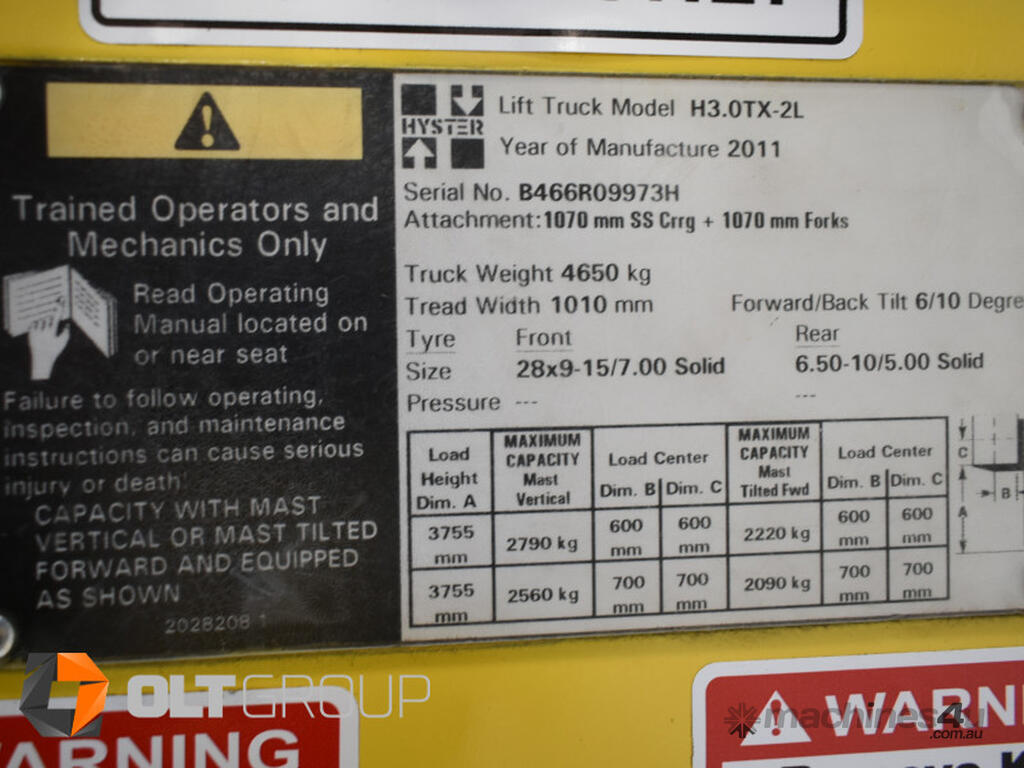 Trained Operators and
Mechanics Only
Read Operating
Manual located on
or near seat
Failure to follow operating,
inspection, and maintenance
instructions can cause serious
injury or death!
CAPACITY WITH MAST
VERTICAL OR MAST TILTED
FORWARD AND EQUIPPED
AS SHOWN
2028208 1
HYSTER
Lift Truck Model H3.0TX-2L
Year of Manufacture 2011
Serial No. B466R09973H
Attachment: 1070 mm SS Crrg + 1070 mm Forks
Truck Weight 4650 kg
Tread Width 1010 mm Forward/Back Tilt 6/10 Degre
Tyre Front Rear
Size 28x9-15/7.00 Solid 6.50-10/5.00 Solid
Pressure --- ---
Load Height Dim. A MAXIMUM CAPACITY Mast Vertical Load Center Dim. B Dim. C MAXIMUM CAPACITY Mast Tilted Fwd Load Center Dim. B Dim. C
3755 mm 2790 kg 600 mm 600 mm 2220 kg 600 mm 600 mm
3755 mm 2560 kg 700 mm 700 mm 2090 kg 700 mm 700 mm
C
B
A
OLTGROUP
ARNING
WARNI
machines4u
.com.au